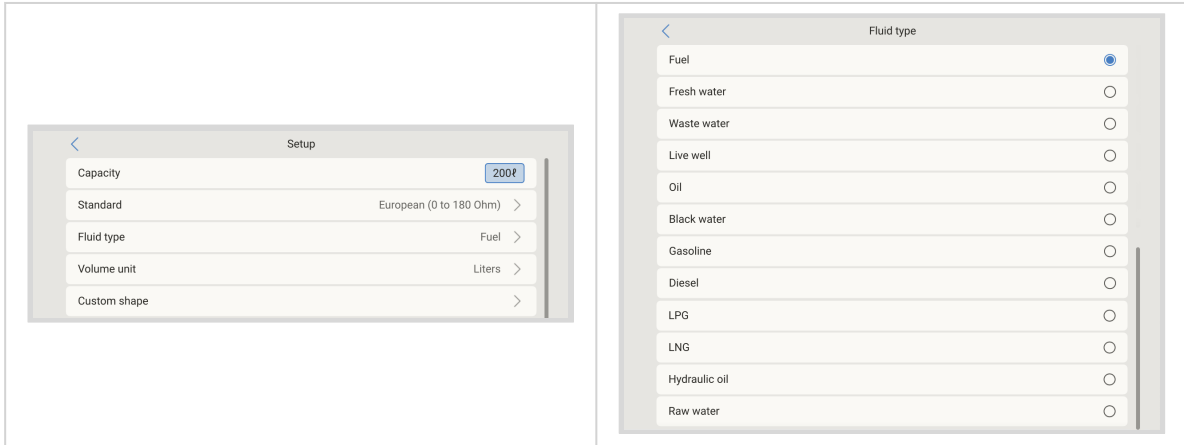 Setup
Capacity 200ℓ
Standard European (0 to 180 Ohm)
Fluid type Fuel
Volume unit Liters
Custom shape
Fluid type
Fuel
Fresh water
Waste water
Live well
Oil
Black water
Gasoline
Diesel
LPG
LNG
Hydraulic oil
Raw water